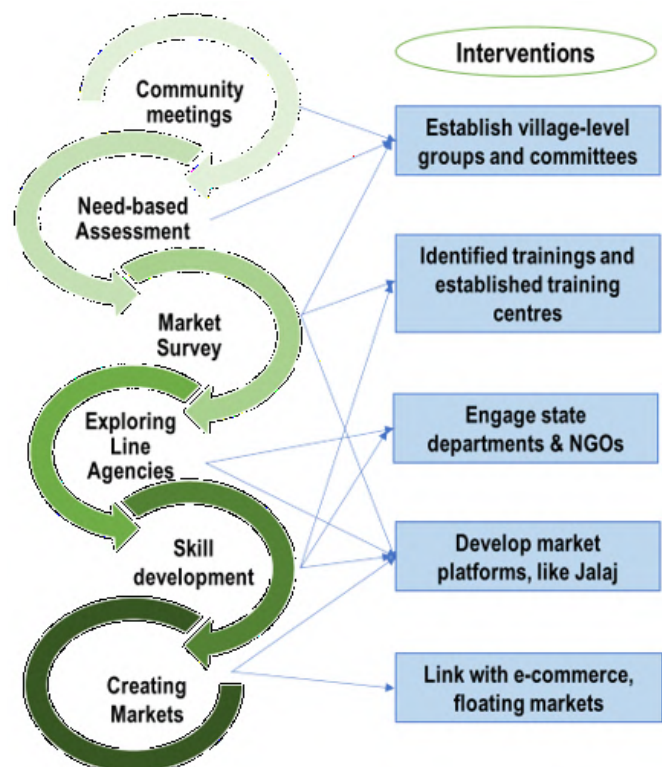 Community
meetings
Need-based
Assessment
Market
Survey
Exploring
Line
Agencies
Skill
development
Creating
Markets
Interventions
Establish village-level
groups and committees
Identified trainings and
established training
centres
Engage state
departments & NGOs
Develop market
platforms, like Jalaj
Link with e-commerce,
floating markets